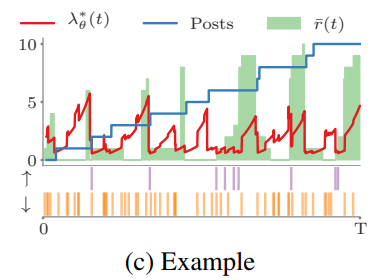 λ*θ(t) Posts r̄(t)
10
5
0
↑
↓
0 T
(c) Example